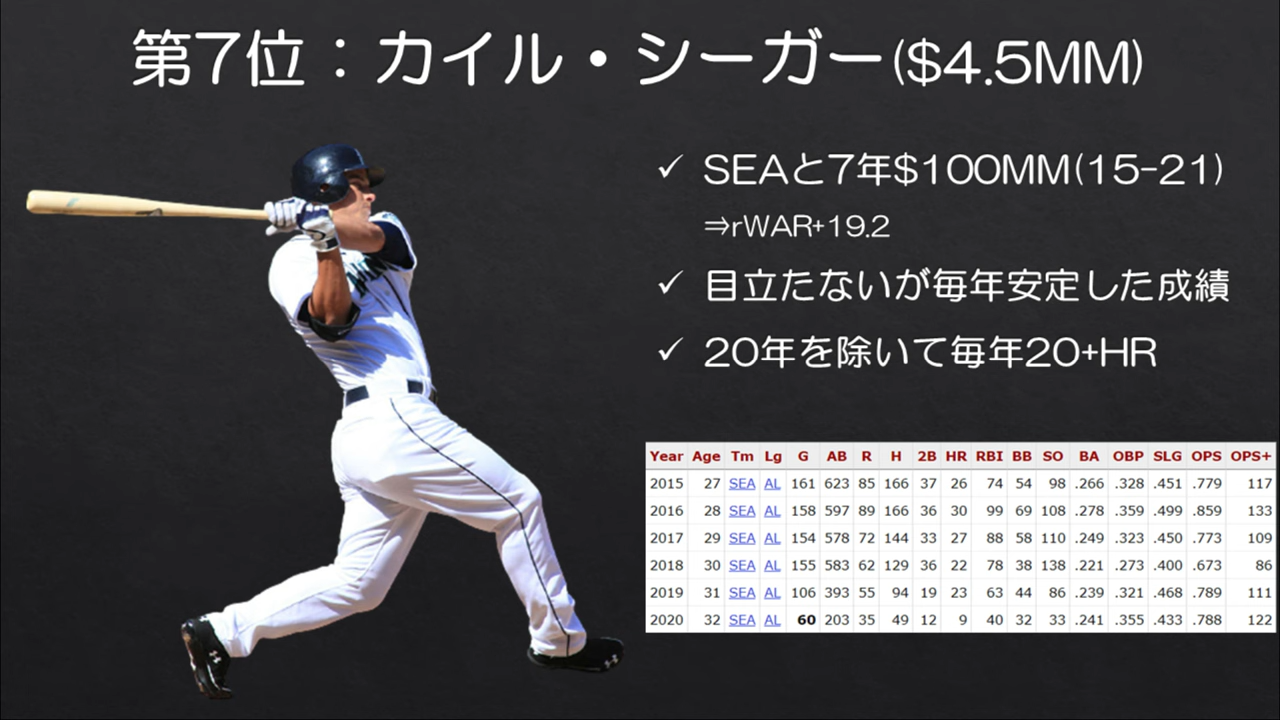 第7位：カイル・シーガー($4.5MM)
✓ SEAと7年$100MM(15-21)
⇒rWAR+19.2
✓ 目立たないが毎年安定した成績
✓ 20年を除いて毎年20+HR
Year Age Tm Lg G AB R H 2B HR RBI BB SO BA OBP SLG OPS OPS+
2015 27 SEA AL 161 623 85 166 37 26 74 54 98 .266 .328 .451 .779 117
2016 28 SEA AL 158 597 89 166 36 30 99 69 108 .278 .359 .499 .859 133
2017 29 SEA AL 154 578 72 144 33 27 88 58 110 .249 .323 .450 .773 109
2018 30 SEA AL 155 583 62 129 36 22 78 38 138 .221 .273 .400 .673 86
2019 31 SEA AL 106 393 55 94 19 23 63 44 86 .239 .321 .468 .789 111
2020 32 SEA AL 60 203 35 49 12 9 40 32 33 .241 .355 .433 .788 122